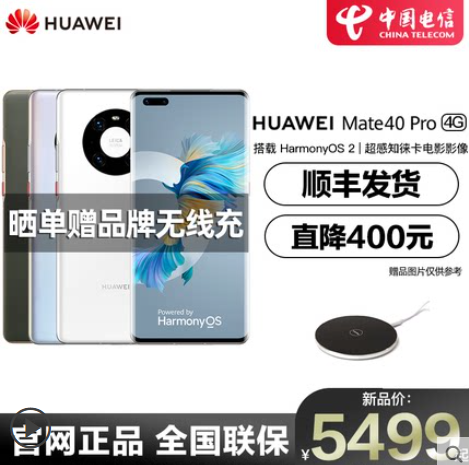 HUAWEI
中国电信
CHINA TELECOM
HUAWEI Mate40 Pro 4G
搭载 HarmonyOS 2 | 超感知徕卡电影影像
顺丰发货
直降400元
赠品图片仅供参考
晒单赠品牌无线充
HUAWEI
Powered by
HarmonyOS
新品价:
官网正品 全国联保
¥5499